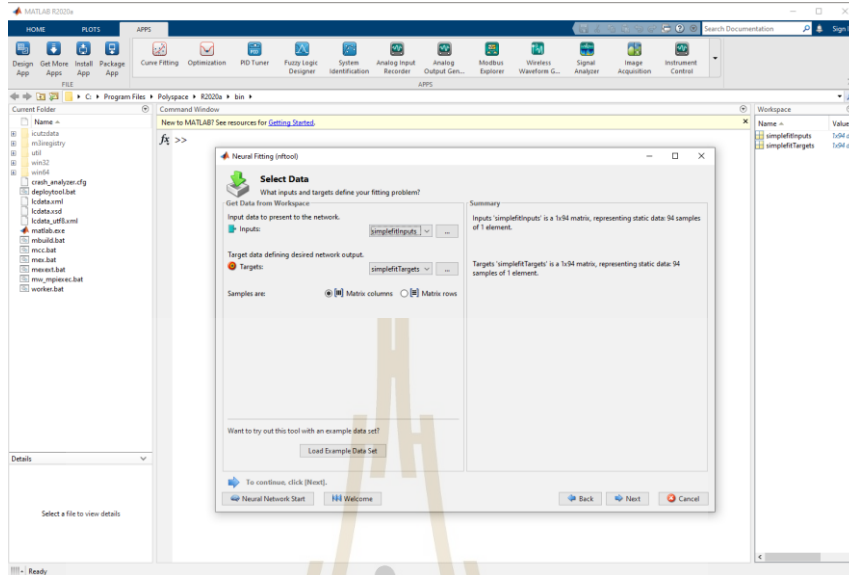 MATLAB R2020a
HOME PLOTS APPS
Search Documentation
Sign
Design App
Get More Apps
Install App
Package App
Curve Fitting
Optimization
PID Tuner
Fuzzy Logic Designer
System Identification
Analog Input Recorder
Analog Output Gen...
Modbus Explorer
Wireless Waveform G...
Signal Analyzer
Image Acquisition
Instrument Control
FILE
APPS
C: Program Files Polyspace R2020a bin
Current Folder
Name
icutzdata
m3iregistry
util
win32
win64
crash_analyzer.cfg
deploytool.bat
lcdata.xml
lcdata.xsd
lcdata_utf8.xml
matlab.exe
mbuild.bat
mcc.bat
mex.bat
mexext.bat
mw_mpiexec.bat
worker.bat
Details
Select a file to view details
Ready
Command Window
New to MATLAB? See resources for Getting Started.
fx >>
Neural Fitting (nftool)
Select Data
What inputs and targets define your fitting problem?
Get Data from Workspace
Input data to present to the network.
Inputs: simplefitInputs ...
Target data defining desired network output.
Targets: simplefitTargets ...
Samples are: Matrix columns Matrix rows
Want to try out this tool with an example data set?
Load Example Data Set
Summary
Inputs 'simplefitInputs' is a 1x94 matrix, representing static data: 94 samples
of 1 element.
Targets 'simplefitTargets' is a 1x94 matrix, representing static data: 94
samples of 1 element.
To continue, click [Next].
Neural Network Start Welcome Back Next Cancel
Workspace
Name Value
simplefitInputs 1x94 d
simplefitTargets 1x94 d